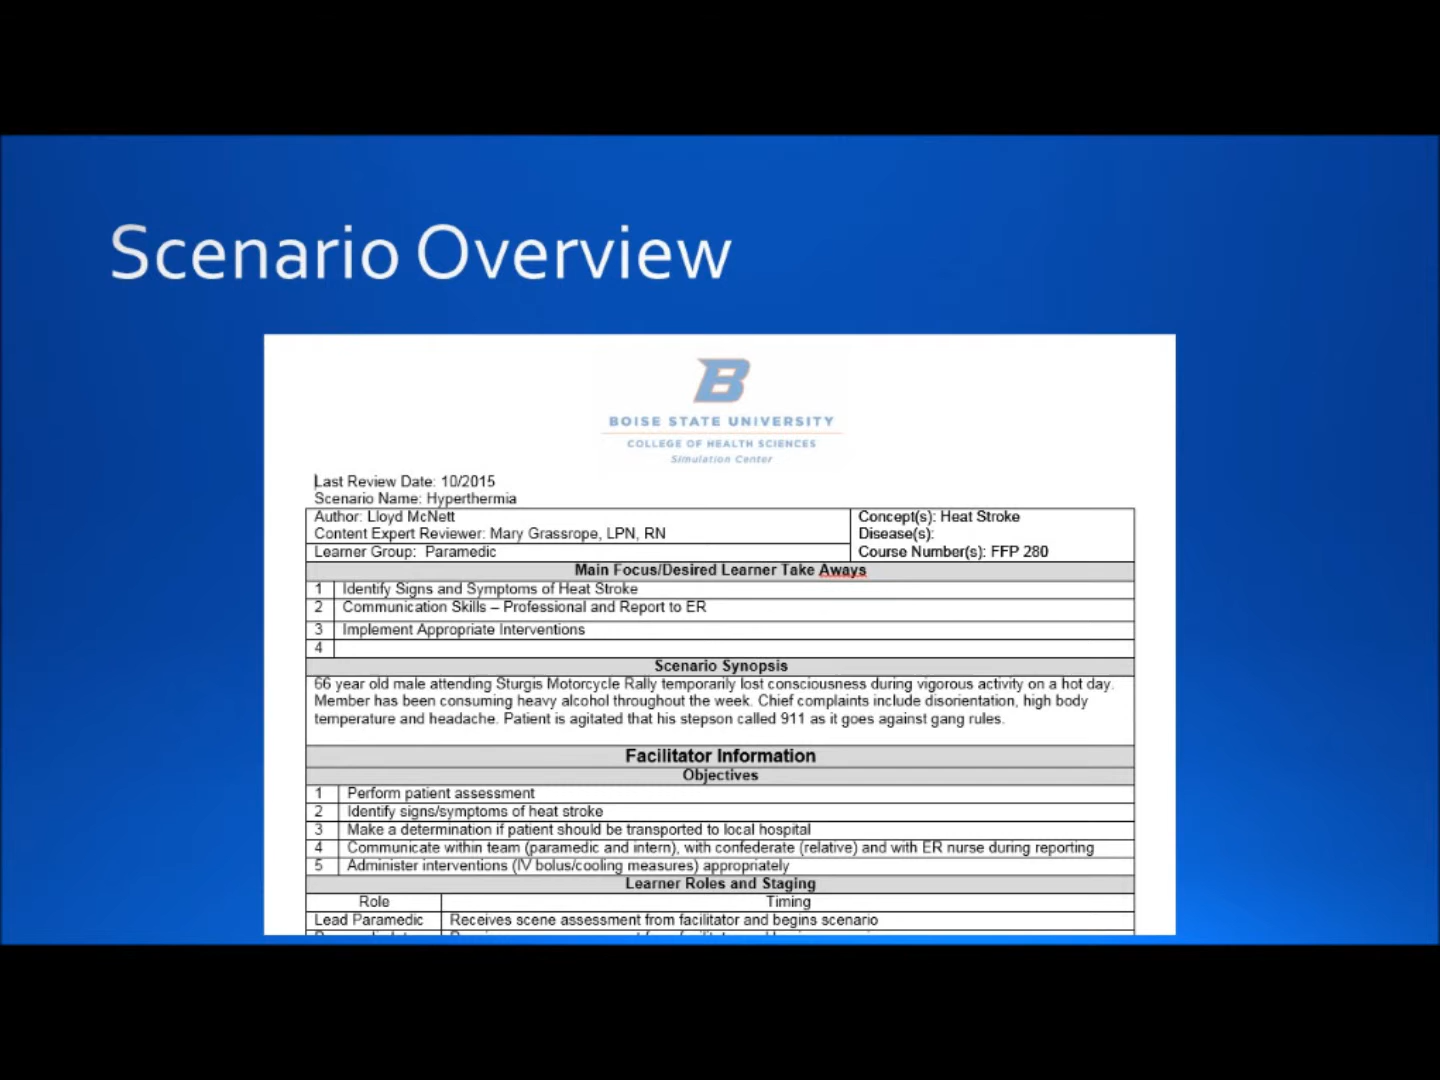 Scenario Overview
B
BOISE STATE UNIVERSITY
COLLEGE OF HEALTH SCIENCES
Simulation Center
Last Review Date: 10/2015
Scenario Name: Hyperthermia
Author: Lloyd McNett
Content Expert Reviewer: Mary Grassrope, LPN, RN
Learner Group: Paramedic
Concept(s): Heat Stroke
Disease(s):
Course Number(s): FFP 280
Main Focus/Desired Learner Take Aways
1 Identify Signs and Symptoms of Heat Stroke
2 Communication Skills – Professional and Report to ER
3 Implement Appropriate Interventions
4
Scenario Synopsis
66 year old male attending Sturgis Motorcycle Rally temporarily lost consciousness during vigorous activity on a hot day.
Member has been consuming heavy alcohol throughout the week. Chief complaints include disorientation, high body
temperature and headache. Patient is agitated that his stepson called 911 as it goes against gang rules.
Facilitator Information
Objectives
1 Perform patient assessment
2 Identify signs/symptoms of heat stroke
3 Make a determination if patient should be transported to local hospital
4 Communicate within team (paramedic and intern), with confederate (relative) and with ER nurse during reporting
5 Administer interventions (IV bolus/cooling measures) appropriately
Learner Roles and Staging
Role Timing
Lead Paramedic Receives scene assessment from facilitator and begins scenario